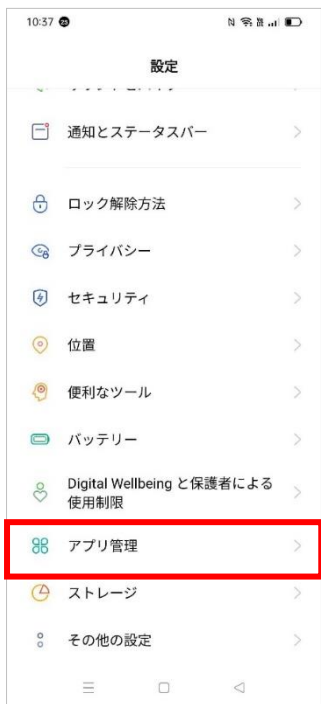 10:37
設定
通知とステータスバー
ロック解除方法
プライバシー
セキュリティ
位置
便利なツール
バッテリー
Digital Wellbeing と保護者による
使用制限
アプリ管理
ストレージ
その他の設定